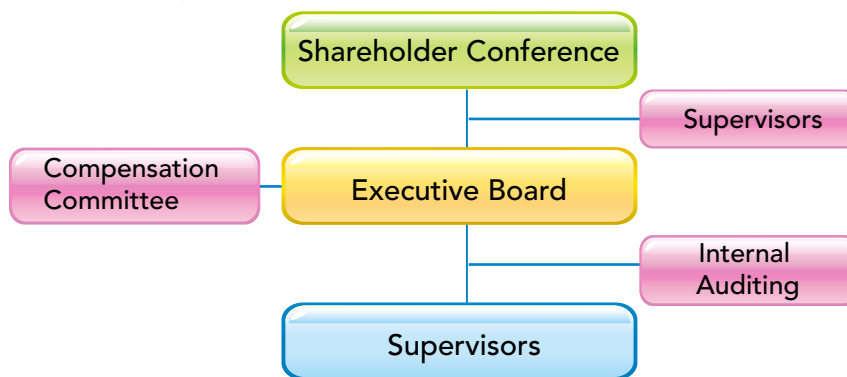 Shareholder Conference
Supervisors
Compensation
Committee
Executive Board
Internal
Auditing
Supervisors